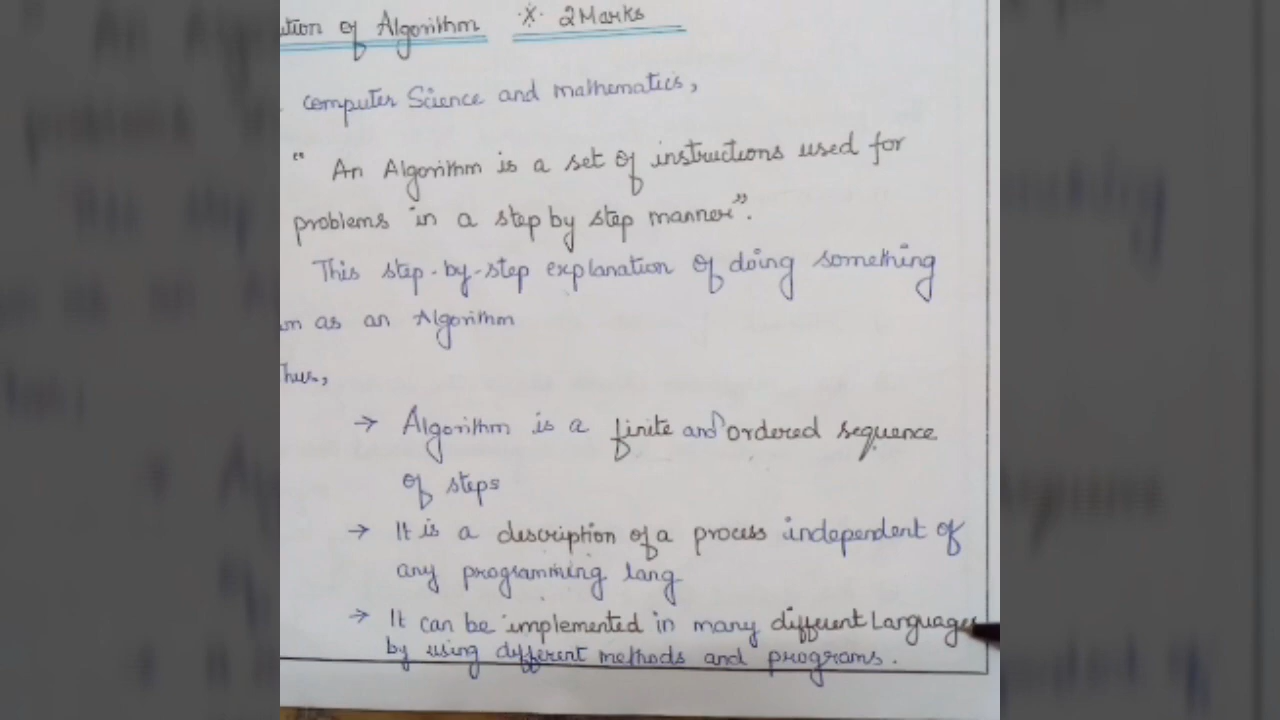 of Algorithm ·X· 2 Marks
computer Science and mathematics,
" An Algorithm is a set of instructions used for
problems in a step by step manner".
This step-by-step explanation of doing something
as an Algorithm
Thus,
→ Algorithm is a finite and ordered sequence
of steps
→ It is a description of a process independent of
any programming lang
→ It can be implemented in many different Languages
by using different methods and programs.